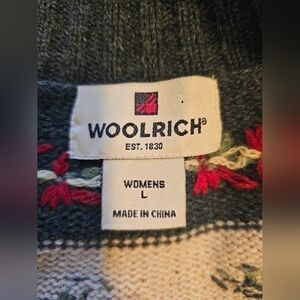 WOOLRICH®
EST. 1830
WOMENS
L
MADE IN CHINA